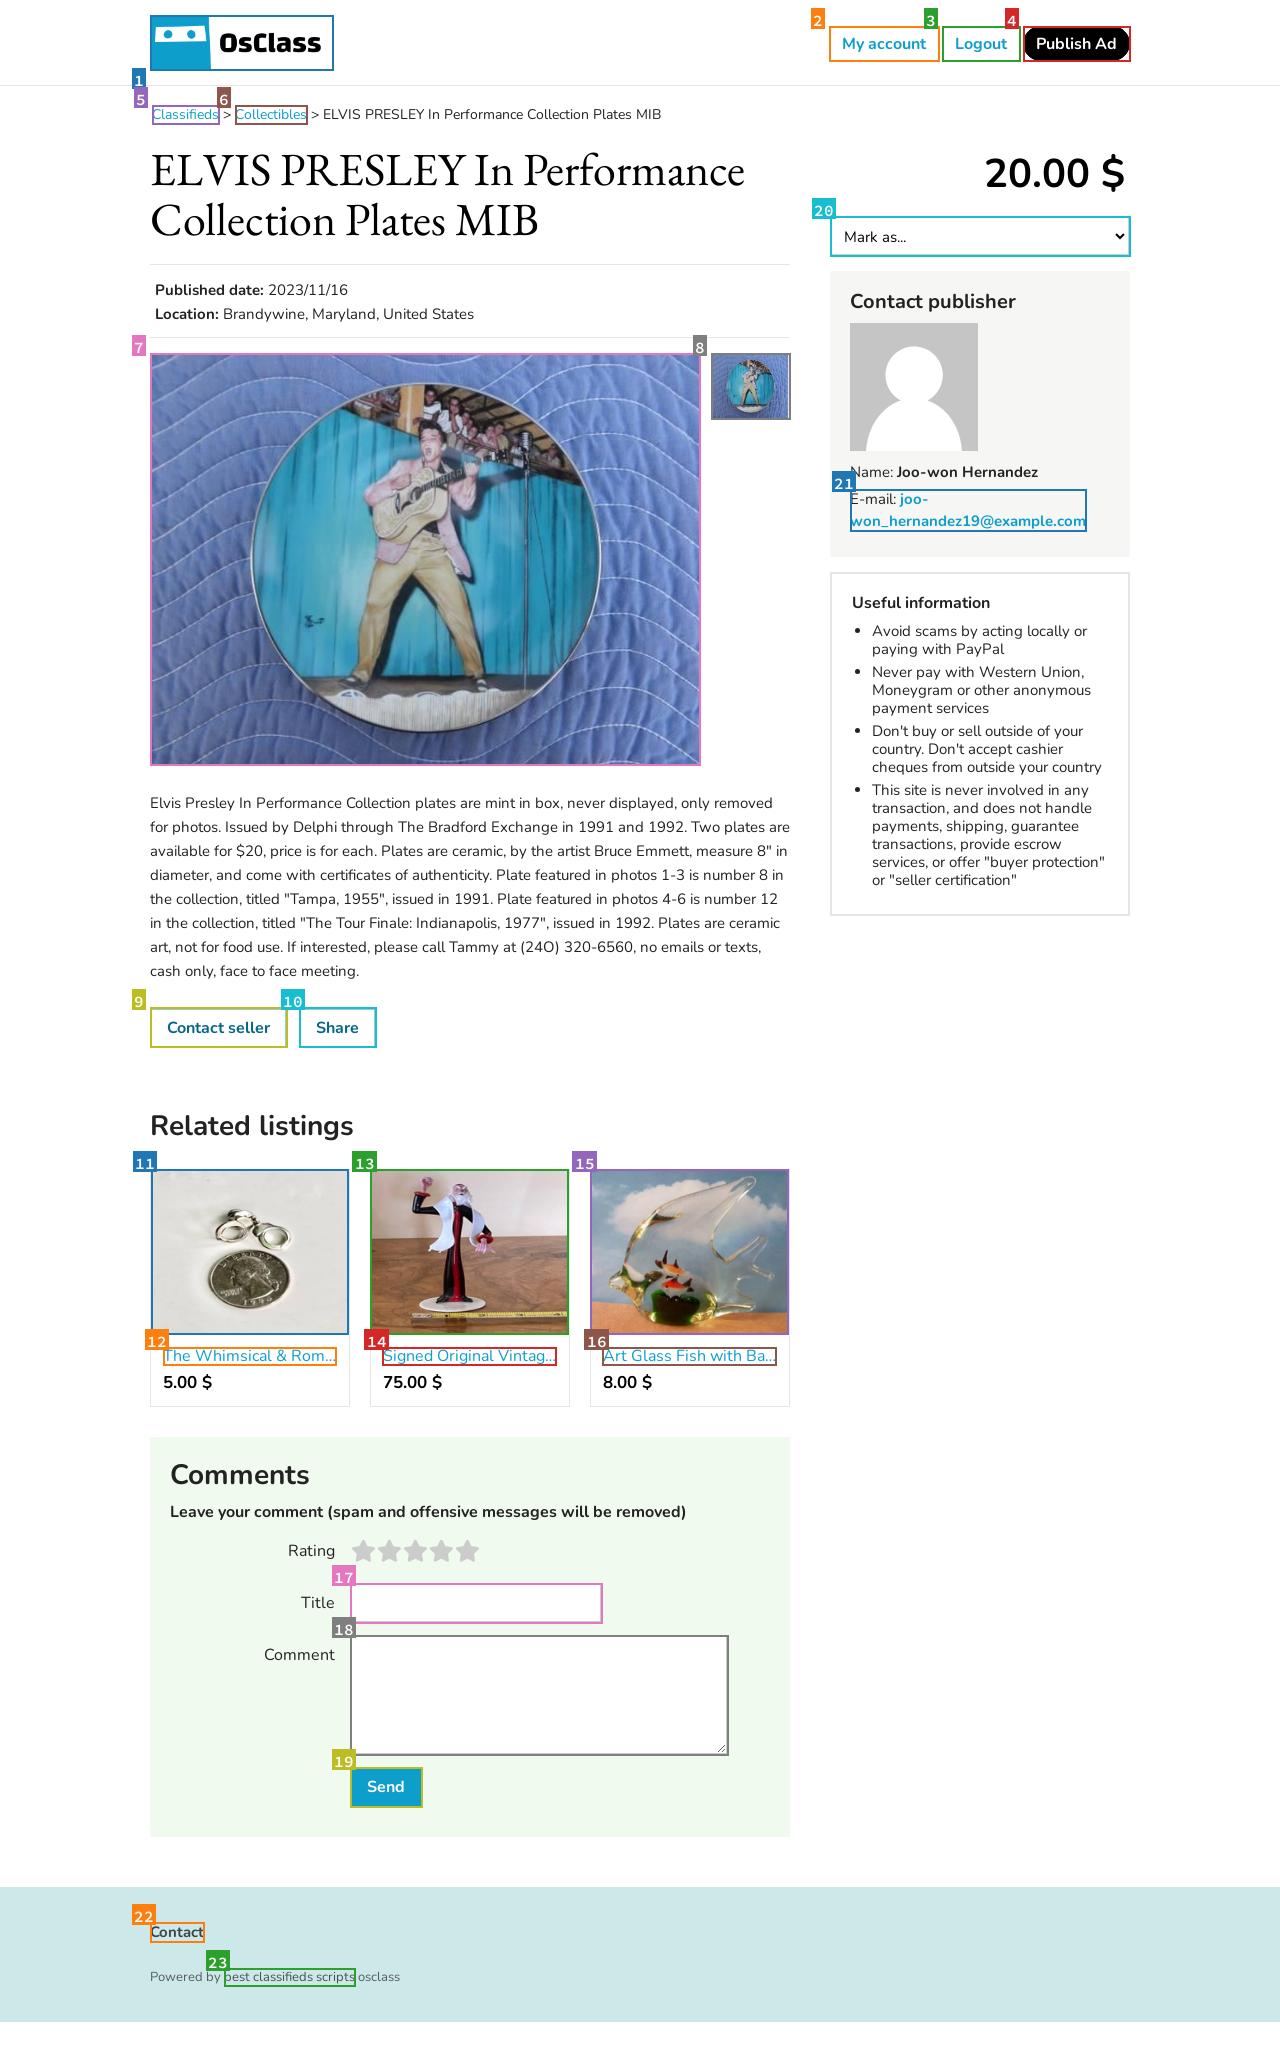 OsClass
1
2
My account
3
Logout
4
Publish Ad
5
6
Classifieds > Collectibles > ELVIS PRESLEY In Performance Collection Plates MIB
ELVIS PRESLEY In Performance
Collection Plates MIB
Published date: 2023/11/16
Location: Brandywine, Maryland, United States
7
8
Elvis Presley In Performance Collection plates are mint in box, never displayed, only removed
for photos. Issued by Delphi through The Bradford Exchange in 1991 and 1992. Two plates are
available for $20, price is for each. Plates are ceramic, by the artist Bruce Emmett, measure 8" in
diameter, and come with certificates of authenticity. Plate featured in photos 1-3 is number 8 in
the collection, titled "Tampa, 1955", issued in 1991. Plate featured in photos 4-6 is number 12
in the collection, titled "The Tour Finale: Indianapolis, 1977", issued in 1992. Plates are ceramic
art, not for food use. If interested, please call Tammy at (24O) 320-6560, no emails or texts,
cash only, face to face meeting.
9
Contact seller
10
Share
20.00 $
20
Mark as...
Contact publisher
Name: Joo-won Hernandez
21
E-mail: joo-
won_hernandez19@example.com
Useful information
Avoid scams by acting locally or
paying with PayPal
Never pay with Western Union,
Moneygram or other anonymous
payment services
Don't buy or sell outside of your
country. Don't accept cashier
cheques from outside your country
This site is never involved in any
transaction, and does not handle
payments, shipping, guarantee
transactions, provide escrow
services, or offer "buyer protection"
or "seller certification"
Related listings
11
12
The Whimsical & Rom...
5.00 $
13
14
Signed Original Vintag...
75.00 $
15
16
Art Glass Fish with Ba...
8.00 $
Comments
Leave your comment (spam and offensive messages will be removed)
Rating
17
Title
18
Comment
19
Send
22
Contact
23
Powered by best classifieds scripts osclass